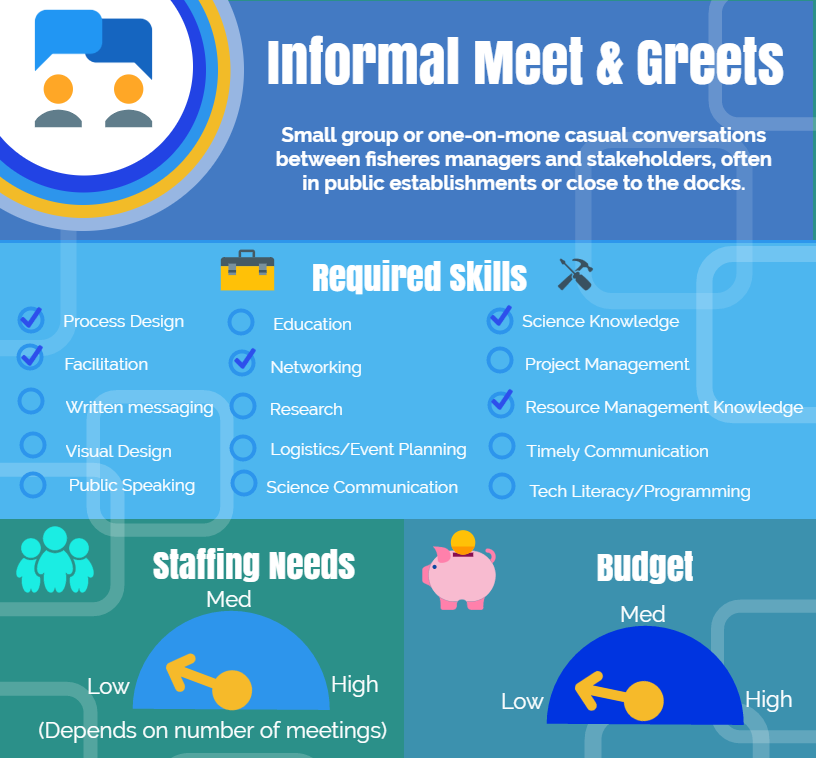 Informal Meet & Greets
Small group or one-on-mone casual conversations
between fisheres managers and stakeholders, often
in public establishments or close to the docks.
Required Skills
Process Design
Facilitation
Written messaging
Visual Design
Public Speaking
Education
Networking
Research
Logistics/Event Planning
Science Communication
Science Knowledge
Project Management
Resource Management Knowledge
Timely Communication
Tech Literacy/Programming
Staffing Needs
Med
Low
High
(Depends on number of meetings)
Budget
Med
Low
High